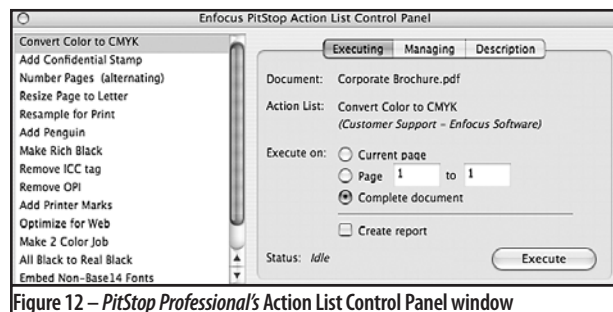 Enfocus PitStop Action List Control Panel
Convert Color to CMYK
Add Confidential Stamp
Number Pages (alternating)
Resize Page to Letter
Resample for Print
Add Penguin
Make Rich Black
Remove ICC tag
Remove OPI
Add Printer Marks
Optimize for Web
Make 2 Color Job
All Black to Real Black
Embed Non-Base14 Fonts
Executing Managing Description
Document: Corporate Brochure.pdf
Action List: Convert Color to CMYK
(Customer Support – Enfocus Software)
Execute on: Current page
Page 1 to 1
Complete document
Create report
Status: Idle Execute
Figure 12 – PitStop Professional's Action List Control Panel window